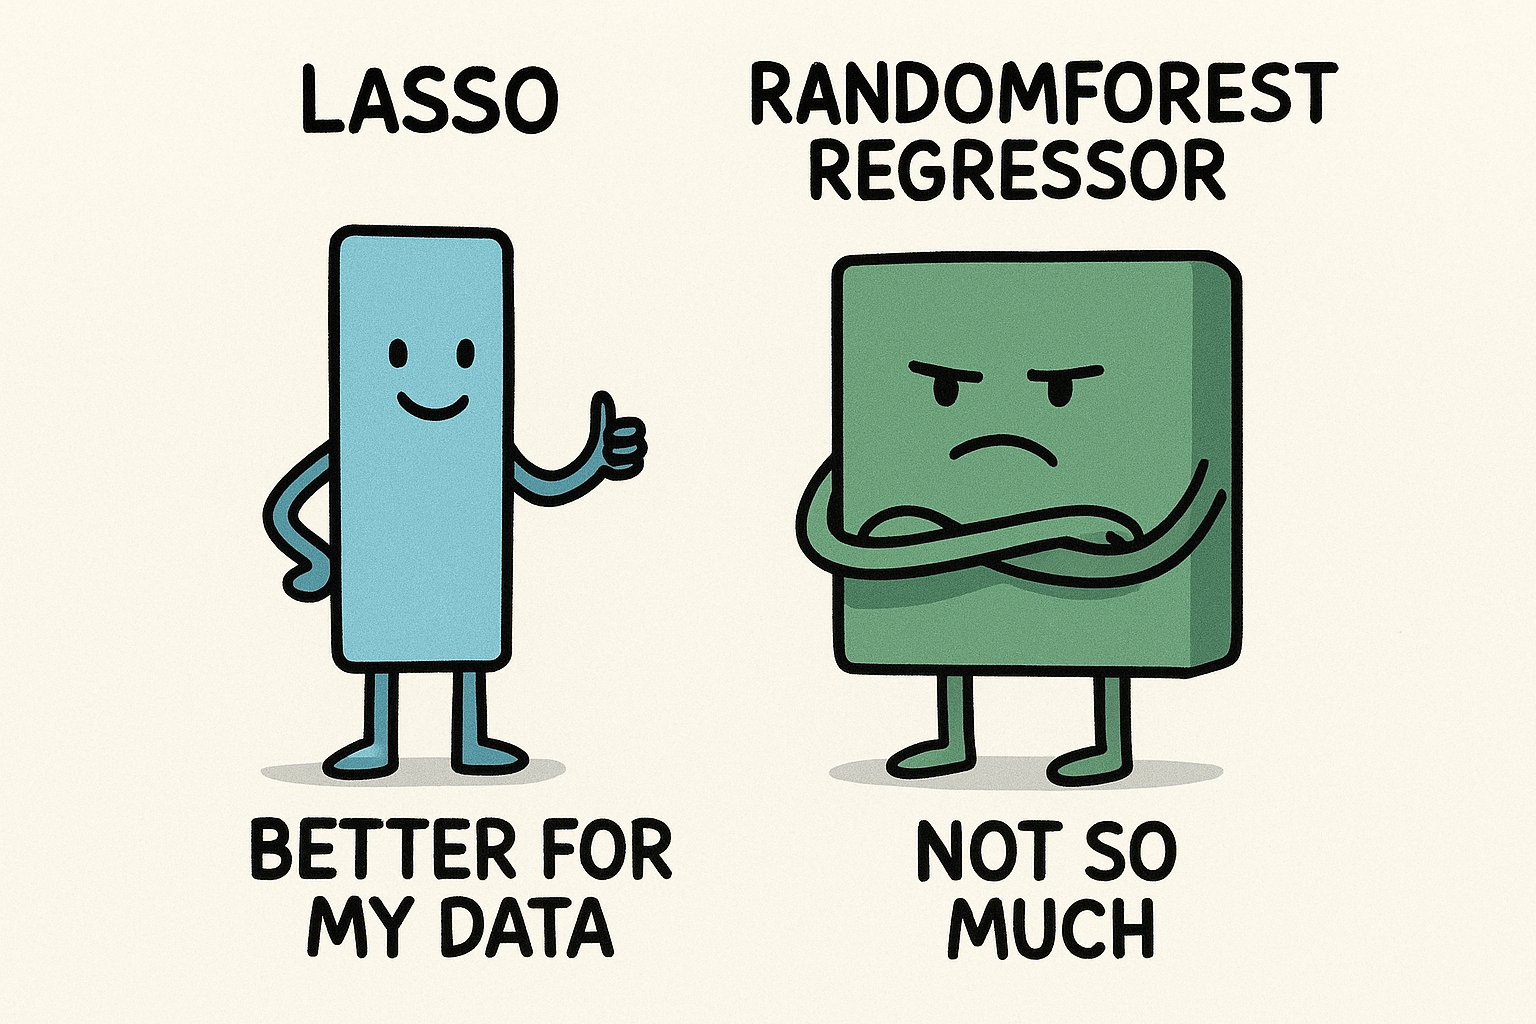 LASSO
RANDOMFOREST
REGRESSOR
BETTER FOR
MY DATA
NOT SO
MUCH